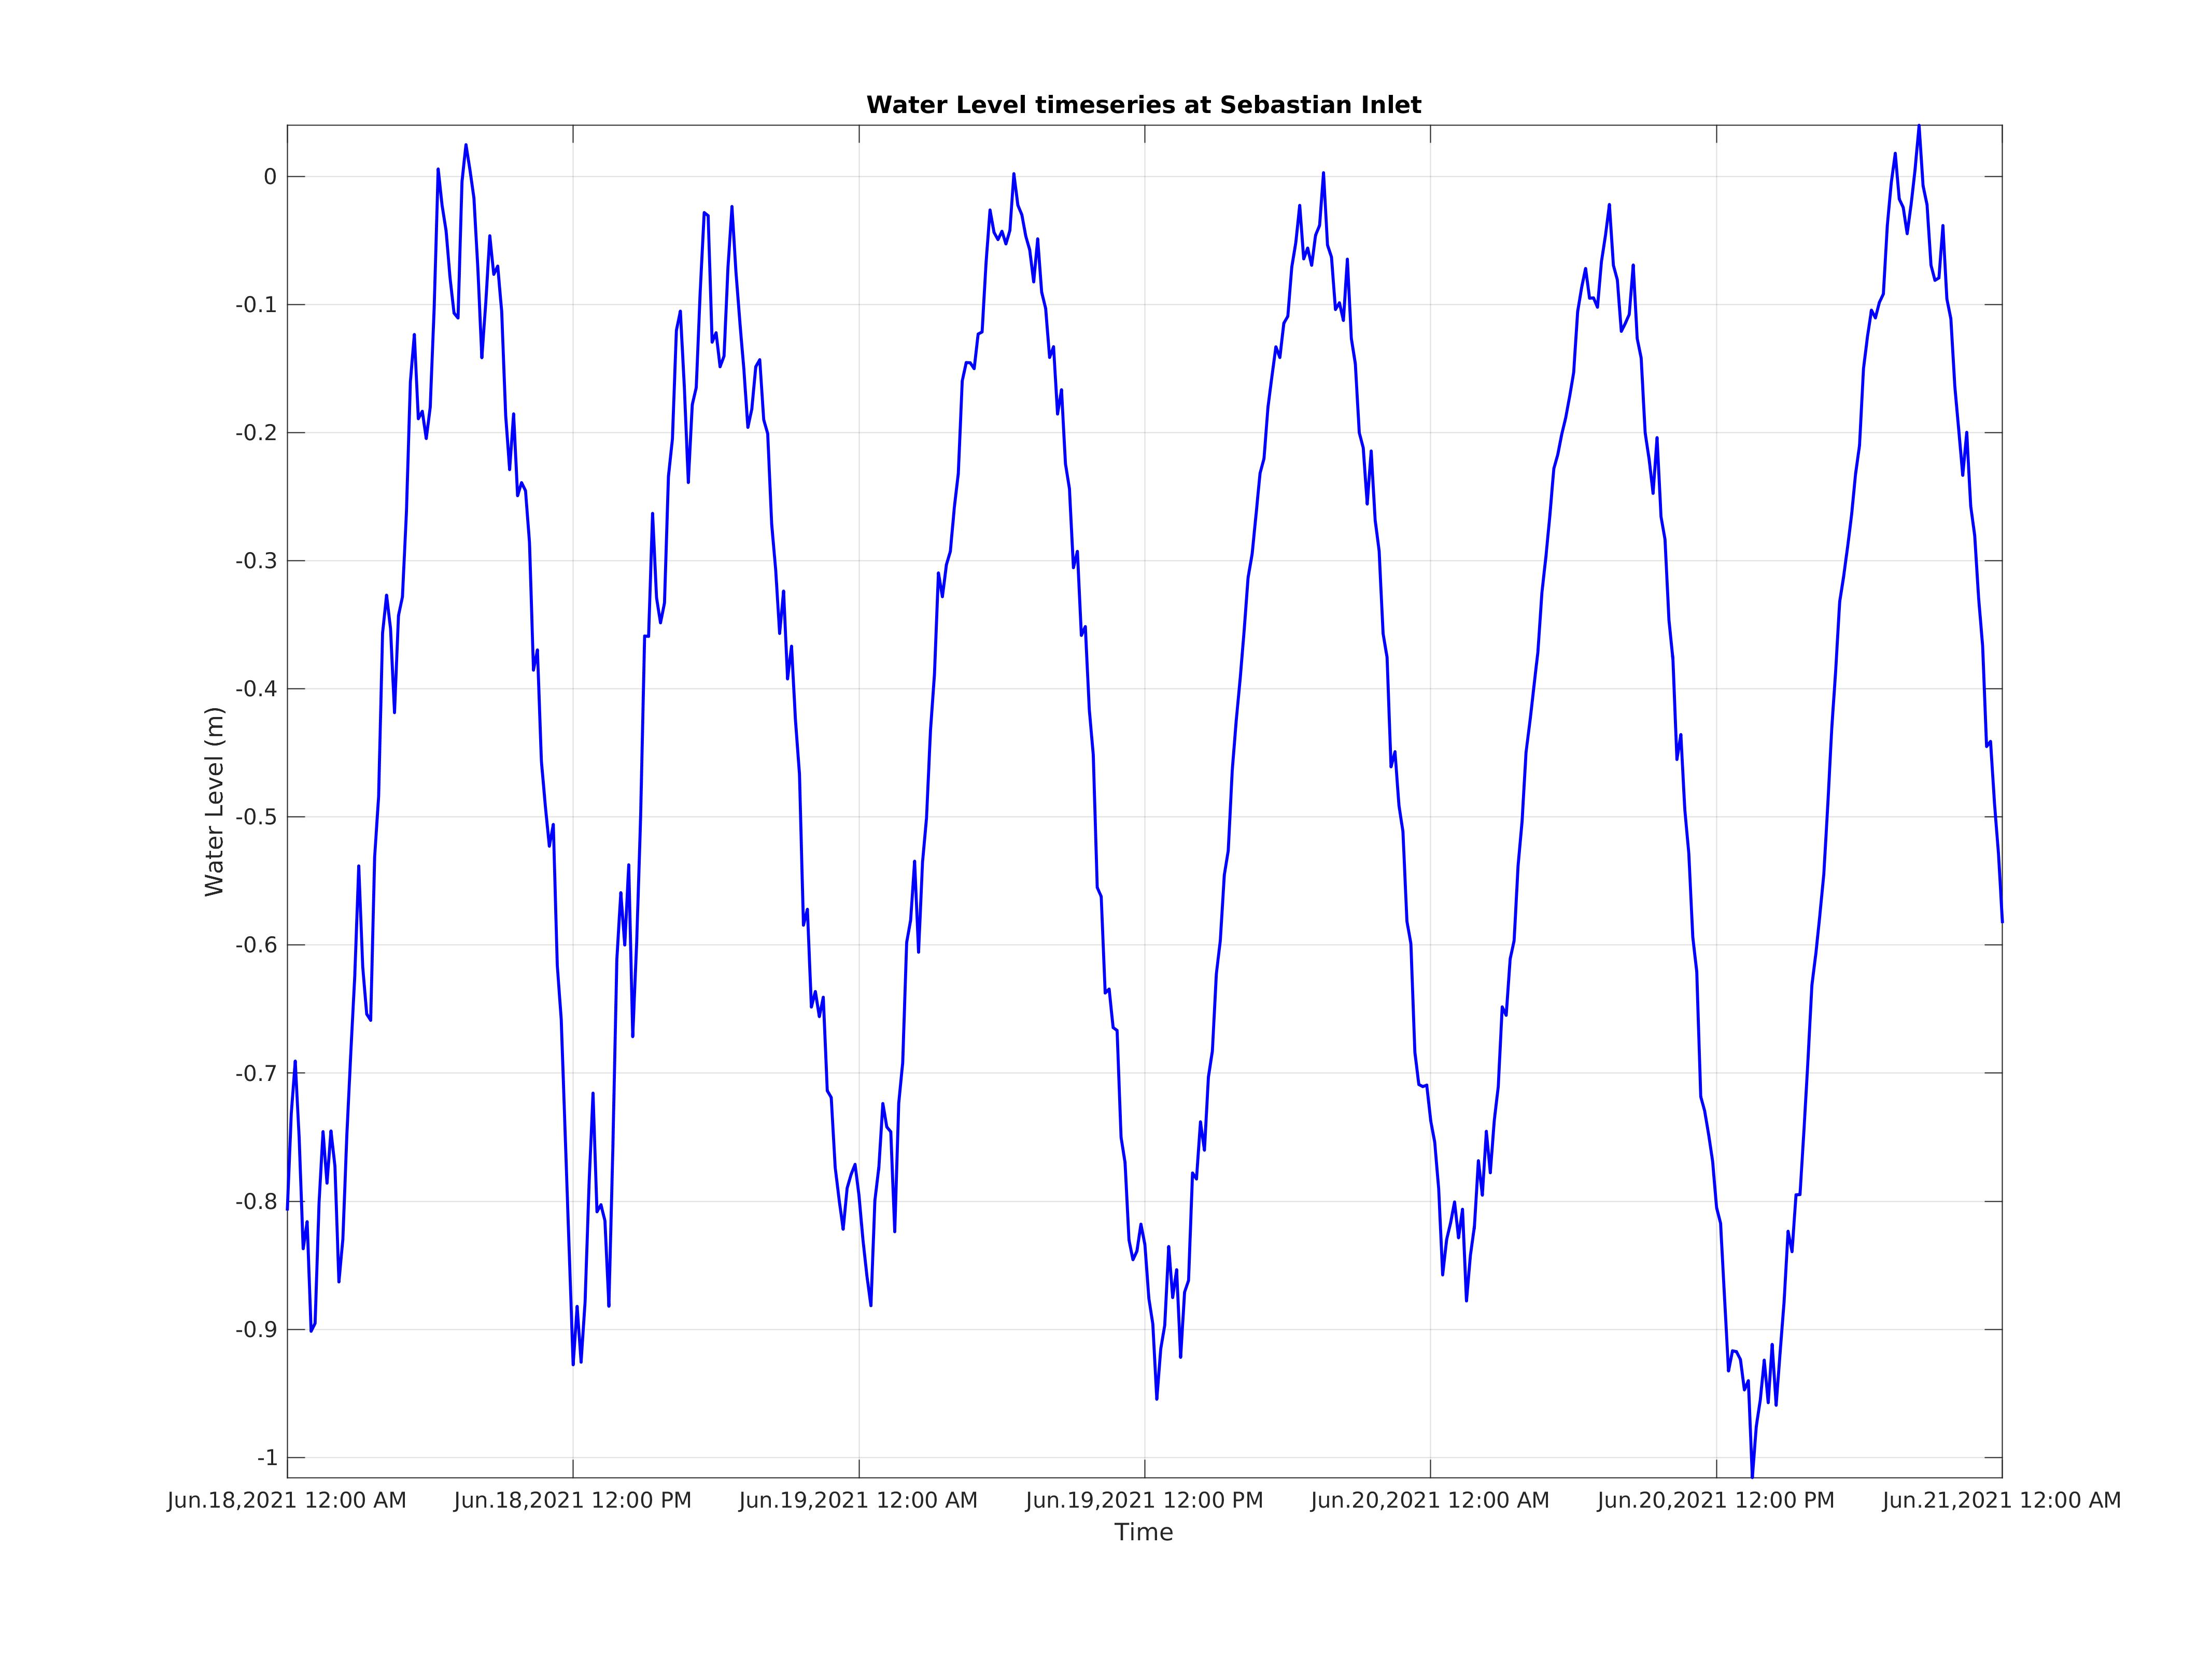 Water Level timeseries at Sebastian Inlet
0
-0.1
-0.2
-0.3
-0.4
-0.5
-0.6
-0.7
-0.8
-0.9
-1
Water Level (m)
Jun.18,2021 12:00 AM
Jun.18,2021 12:00 PM
Jun.19,2021 12:00 AM
Jun.19,2021 12:00 PM
Jun.20,2021 12:00 AM
Jun.20,2021 12:00 PM
Jun.21,2021 12:00 AM
Time